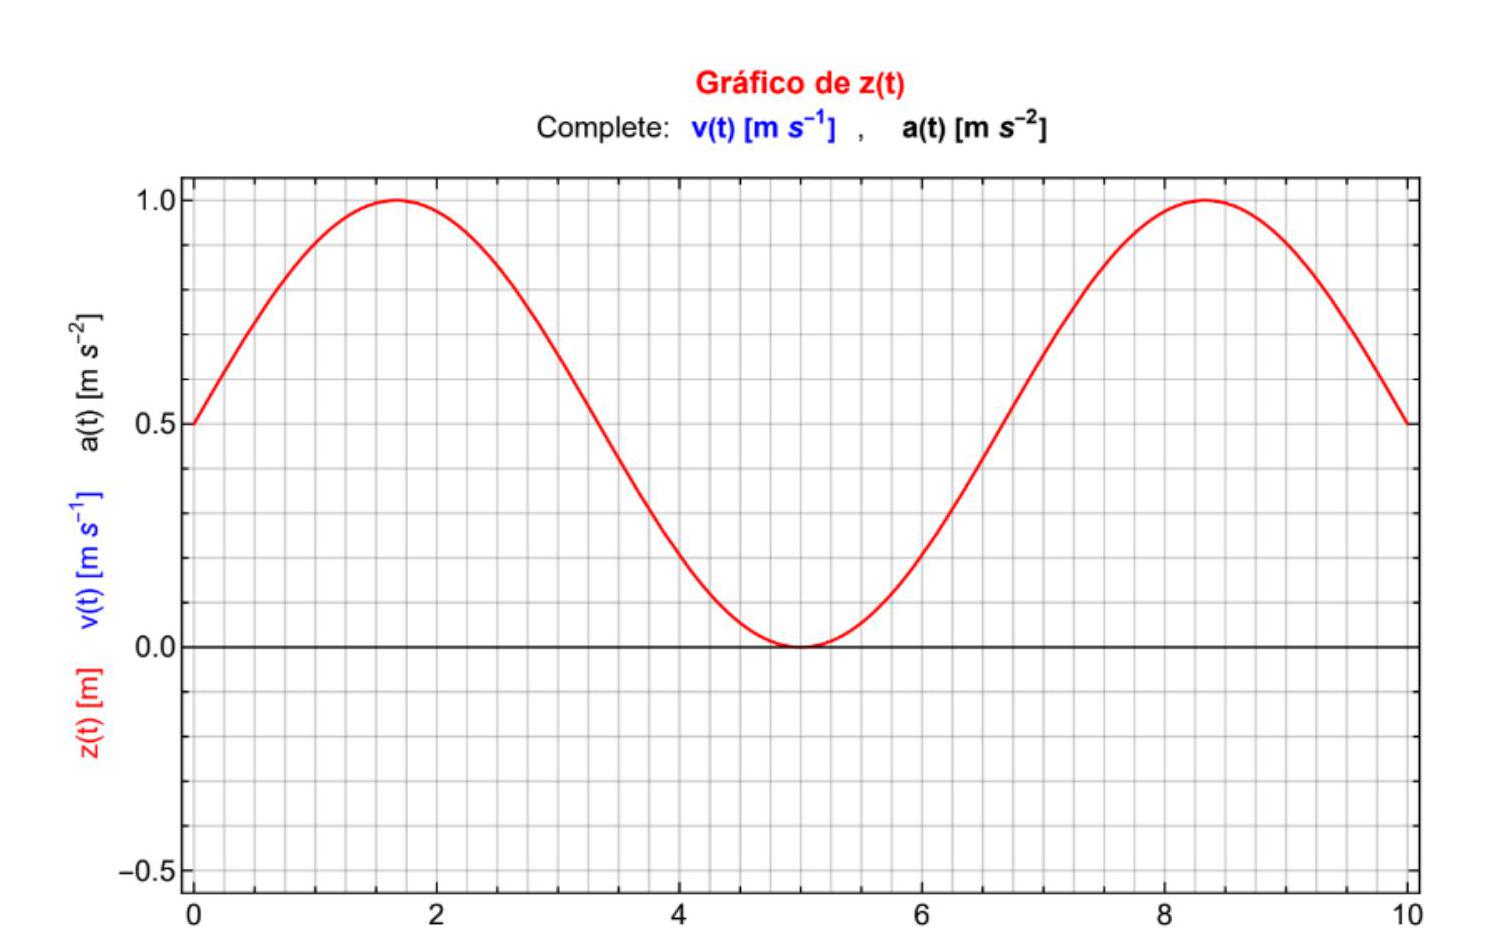 Gráfico de z(t)
Complete: v(t) [m s⁻¹] , a(t) [m s⁻²]
z(t) [m] v(t) [m s⁻¹] a(t) [m s⁻²]
1.0
0.5
0.0
−0.5
0 2 4 6 8 10